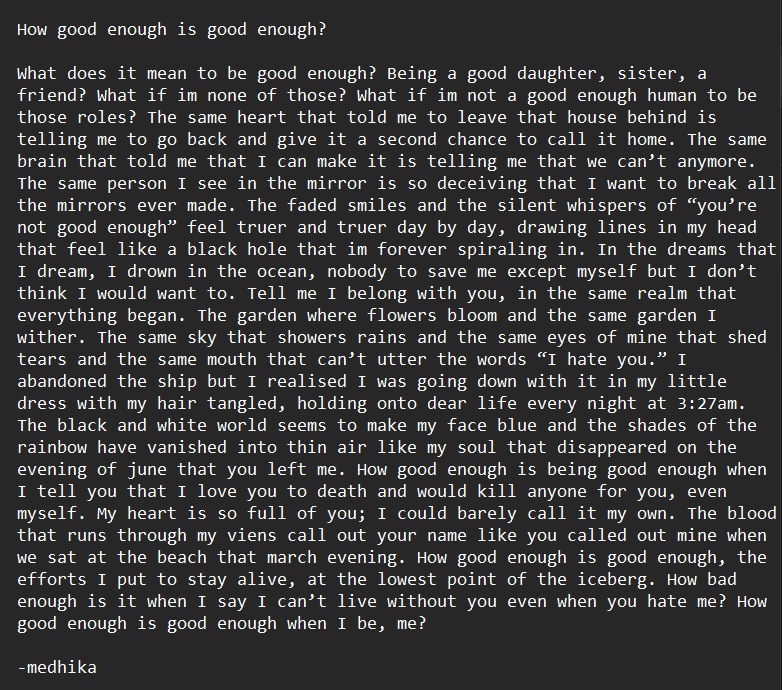 How good enough is good enough?
What does it mean to be good enough? Being a good daughter, sister, a
friend? What if im none of those? What if im not a good enough human to be
those roles? The same heart that told me to leave that house behind is
telling me to go back and give it a second chance to call it home. The same
brain that told me that I can make it is telling me that we can’t anymore.
The same person I see in the mirror is so deceiving that I want to break all
the mirrors ever made. The faded smiles and the silent whispers of “you’re
not good enough” feel truer and truer day by day, drawing lines in my head
that feel like a black hole that im forever spiraling in. In the dreams that
I dream, I drown in the ocean, nobody to save me except myself but I don’t
think I would want to. Tell me I belong with you, in the same realm that
everything began. The garden where flowers bloom and the same garden I
wither. The same sky that showers rains and the same eyes of mine that shed
tears and the same mouth that can’t utter the words “I hate you.” I
abandoned the ship but I realised I was going down with it in my little
dress with my hair tangled, holding onto dear life every night at 3:27am.
The black and white world seems to make my face blue and the shades of the
rainbow have vanished into thin air like my soul that disappeared on the
evening of june that you left me. How good enough is being good enough when
I tell you that I love you to death and would kill anyone for you, even
myself. My heart is so full of you; I could barely call it my own. The blood
that runs through my viens call out your name like you called out mine when
we sat at the beach that march evening. How good enough is good enough, the
efforts I put to stay alive, at the lowest point of the iceberg. How bad
enough is it when I say I can’t live without you even when you hate me? How
good enough is good enough when I be, me?
-medhika